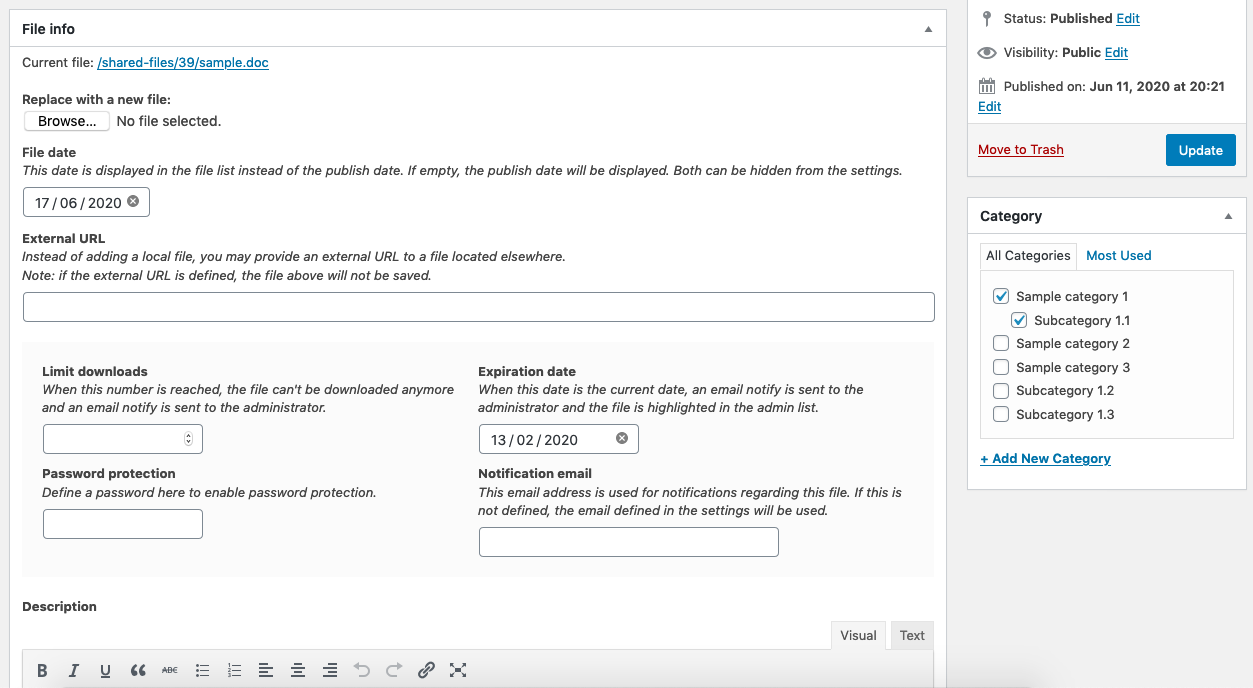 File info
Current file: /shared-files/39/sample.doc
Replace with a new file:
Browse... No file selected.
File date
This date is displayed in the file list instead of the publish date. If empty, the publish date will be displayed. Both can be hidden from the settings.
17 / 06 / 2020
External URL
Instead of adding a local file, you may provide an external URL to a file located elsewhere.
Note: if the external URL is defined, the file above will not be saved.
Limit downloads
When this number is reached, the file can't be downloaded anymore
and an email notify is sent to the administrator.
Expiration date
When this date is the current date, an email notify is sent to the
administrator and the file is highlighted in the admin list.
13 / 02 / 2020
Password protection
Define a password here to enable password protection.
Notification email
This email address is used for notifications regarding this file. If this is
not defined, the email defined in the settings will be used.
Description
Visual Text
B I U ABC
Status: Published Edit
Visibility: Public Edit
Published on: Jun 11, 2020 at 20:21
Edit
Move to Trash Update
Category
All Categories Most Used
Sample category 1
Subcategory 1.1
Sample category 2
Sample category 3
Subcategory 1.2
Subcategory 1.3
+ Add New Category